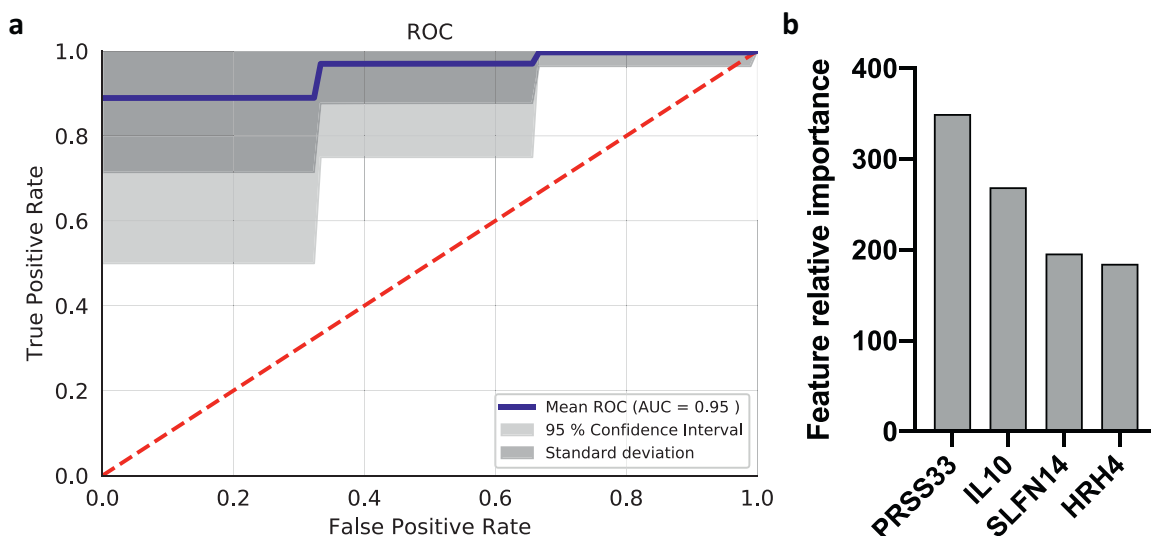 a
ROC
True Positive Rate
1.0
0.8
0.6
0.4
0.2
0.0
0.0 0.2 0.4 0.6 0.8 1.0
False Positive Rate
Mean ROC (AUC = 0.95 )
95 % Confidence Interval
Standard deviation
b
Feature relative importance
400
300
200
100
0
PRSS33
IL10
SLFN14
HRH4